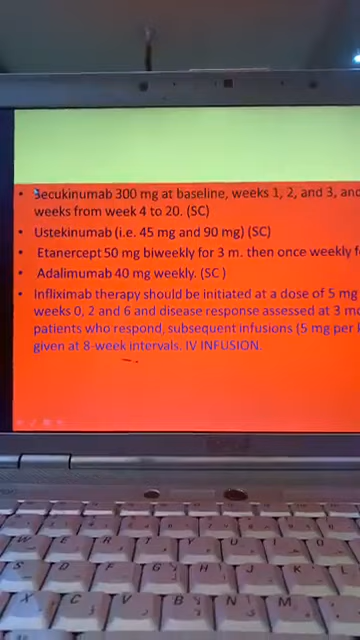 • Secukinumab 300 mg at baseline, weeks 1, 2, and 3, and
weeks from week 4 to 20. (SC)
• Ustekinumab (i.e. 45 mg and 90 mg) (SC)
• Etanercept 50 mg biweekly for 3 m. then once weekly f
• Adalimumab 40 mg weekly. (SC )
• Infliximab therapy should be initiated at a dose of 5 mg
weeks 0, 2 and 6 and disease response assessed at 3 mo
patients who respond, subsequent infusions (5 mg per k
given at 8-week intervals. IV INFUSION.
W E R T Y U I O
S D F G H J K L
X C V B N M